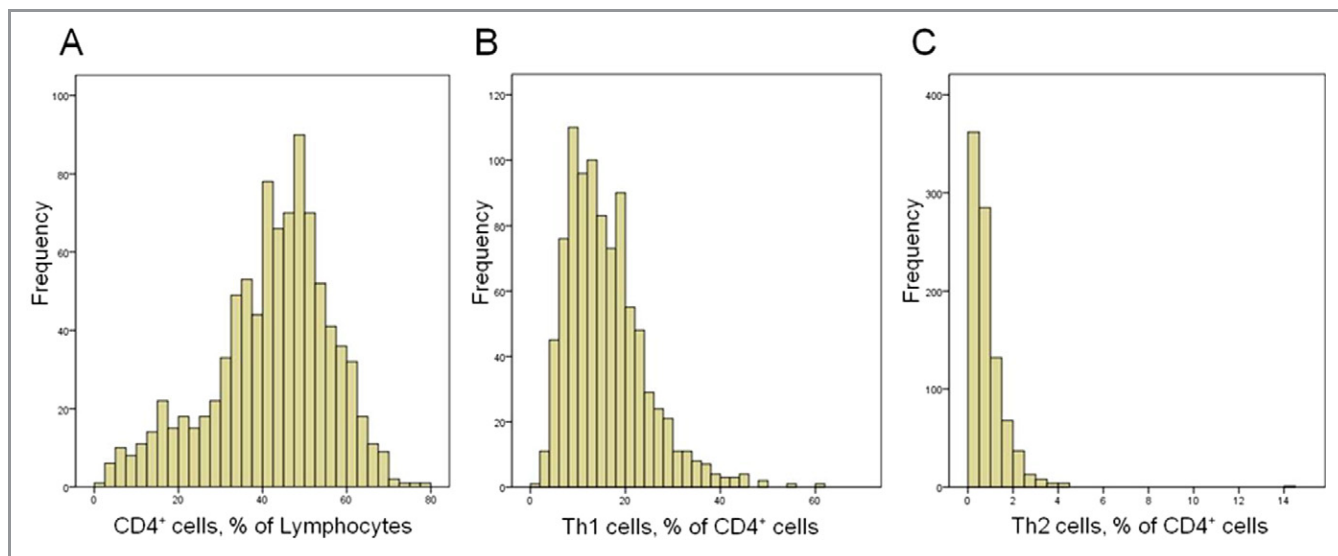 A
B
C
100
80
60
40
20
0
Frequency
0 20 40 60 80
CD4⁺ cells, % of Lymphocytes
120
100
80
60
40
20
0
Frequency
0 20 40 60
Th1 cells, % of CD4⁺ cells
400
300
200
100
0
Frequency
0 2 4 6 8 10 12 14
Th2 cells, % of CD4⁺ cells